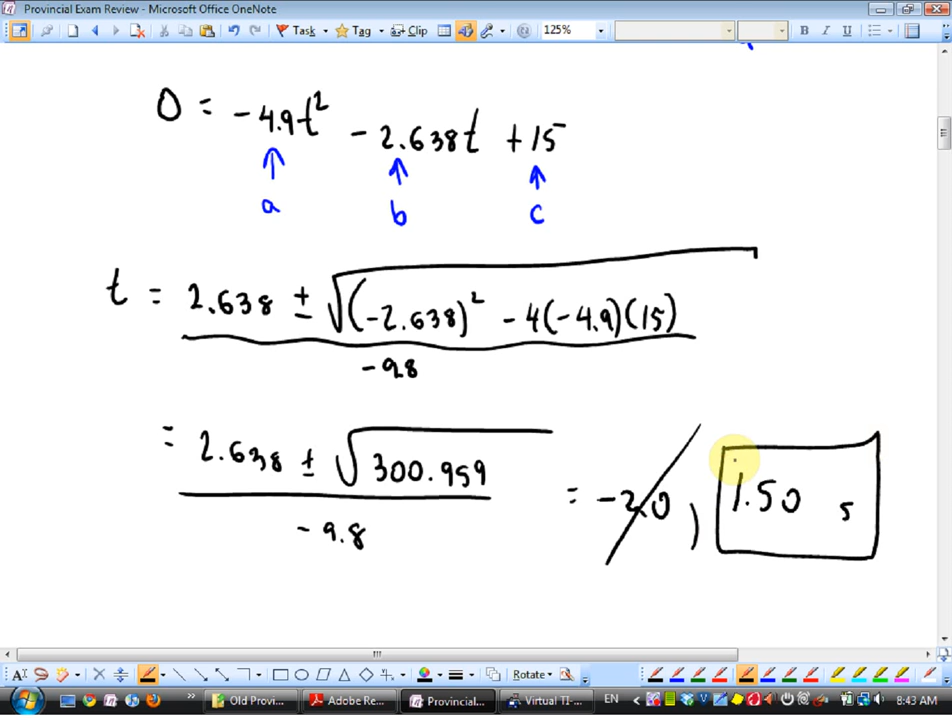 Provincial Exam Review - Microsoft Office OneNote
Task Tag Clip 125% B I U
0 = -4.9t² - 2.638t + 15
a b c
t = 2.638 ± √(-2.638)² - 4(-4.9)(15)
-9.8
= 2.638 ± √300.959
-9.8
= -2.0 , 1.50 s
Rotate
Old Provi... Adobe Re... Provincial... Virtual TI-... EN 8:43 AM